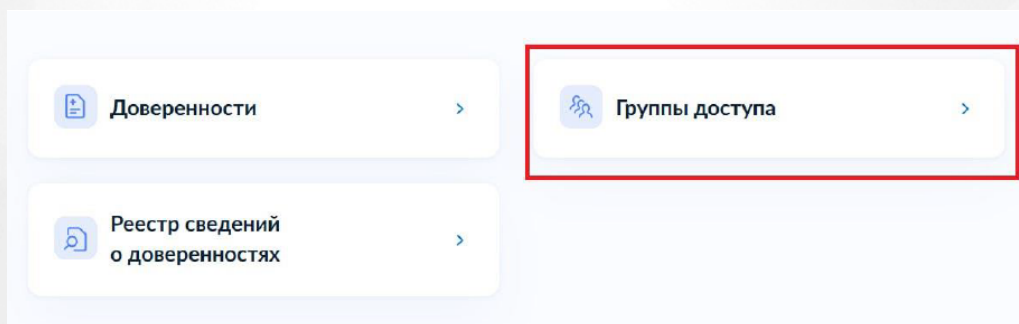 Доверенности
Группы доступа
Реестр сведений
о доверенностях